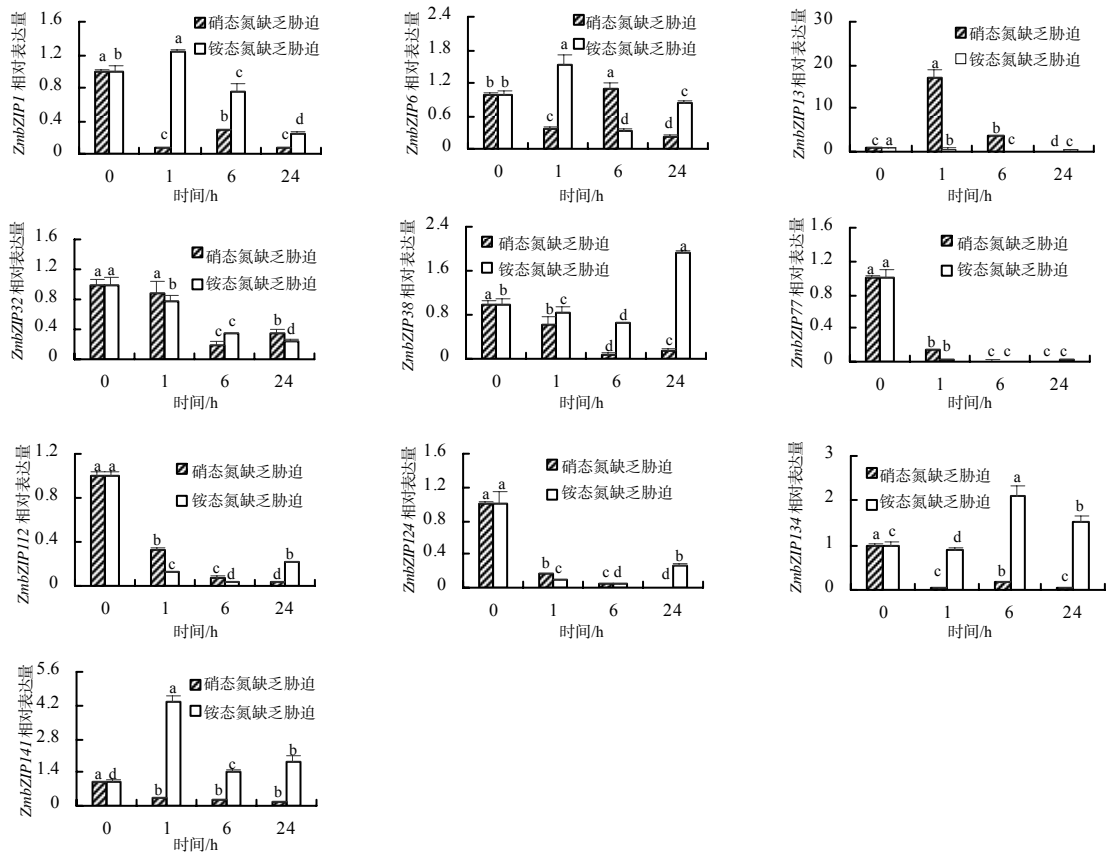 ZmbZIP1 相对表达量
1.6
1.2
0.8
0.4
0
硝态氮缺乏胁迫
铵态氮缺乏胁迫
a b
c a
b c
c d
0 1 6 24
时间/h
ZmbZIP6 相对表达量
2.4
1.8
1.2
0.6
0
硝态氮缺乏胁迫
铵态氮缺乏胁迫
b b
c a
a d
d c
0 1 6 24
时间/h
ZmbZIP13 相对表达量
30
20
10
0
硝态氮缺乏胁迫
铵态氮缺乏胁迫
c a
a b
b c
d c
0 1 6 24
时间/h
ZmbZIP32 相对表达量
1.6
1.2
0.8
0.4
0
硝态氮缺乏胁迫
铵态氮缺乏胁迫
a a
a b
c c
b d
0 1 6 24
时间/h
ZmbZIP38 相对表达量
2.4
1.6
0.8
0
硝态氮缺乏胁迫
铵态氮缺乏胁迫
a b
b c
d d
c a
0 1 6 24
时间/h
ZmbZIP77 相对表达量
1.6
1.2
0.8
0.4
0
硝态氮缺乏胁迫
铵态氮缺乏胁迫
a a
b b
c c
c c
0 1 6 24
时间/h
ZmbZIP112 相对表达量
1.2
0.8
0.4
0
硝态氮缺乏胁迫
铵态氮缺乏胁迫
a a
b c
c d
d b
0 1 6 24
时间/h
ZmbZIP124 相对表达量
1.6
1.2
0.8
0.4
0
硝态氮缺乏胁迫
铵态氮缺乏胁迫
a a
b c
c d
d b
0 1 6 24
时间/h
ZmbZIP134 相对表达量
3
2
1
0
硝态氮缺乏胁迫
铵态氮缺乏胁迫
a c
c d
b a
c b
0 1 6 24
时间/h
ZmbZIP141 相对表达量
5.6
4.2
2.8
1.4
0
硝态氮缺乏胁迫
铵态氮缺乏胁迫
a d
b a
b c
b b
0 1 6 24
时间/h